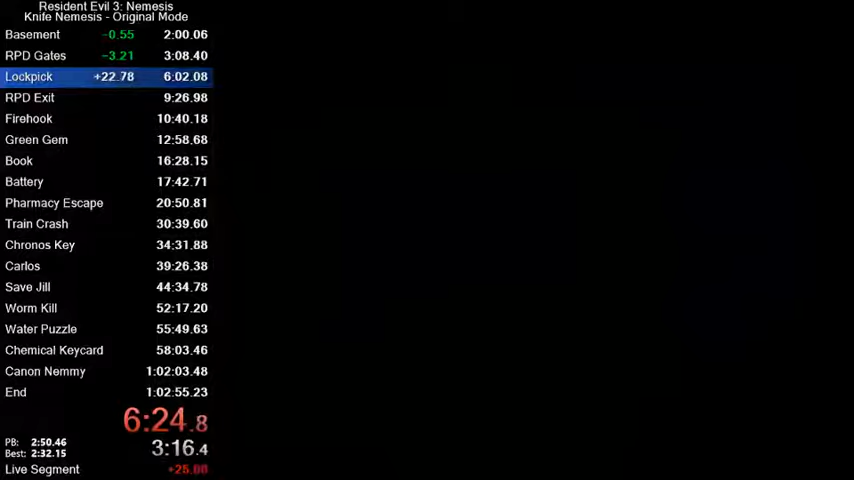 Resident Evil 3: Nemesis
Knife Nemesis - Original Mode
Basement -0.55 2:00.06
RPD Gates -3.21 3:08.40
Lockpick +22.78 6:02.08
RPD Exit 9:26.98
Firehook 10:40.18
Green Gem 12:58.68
Book 16:28.15
Battery 17:42.71
Pharmacy Escape 20:50.81
Train Crash 30:39.60
Chronos Key 34:31.88
Carlos 39:26.38
Save Jill 44:34.78
Worm Kill 52:17.20
Water Puzzle 55:49.63
Chemical Keycard 58:03.46
Canon Nemmy 1:02:03.48
End 1:02:55.23
6:24.8
PB: 2:50.46 3:16.4
Best: 2:32.15
Live Segment +25.00